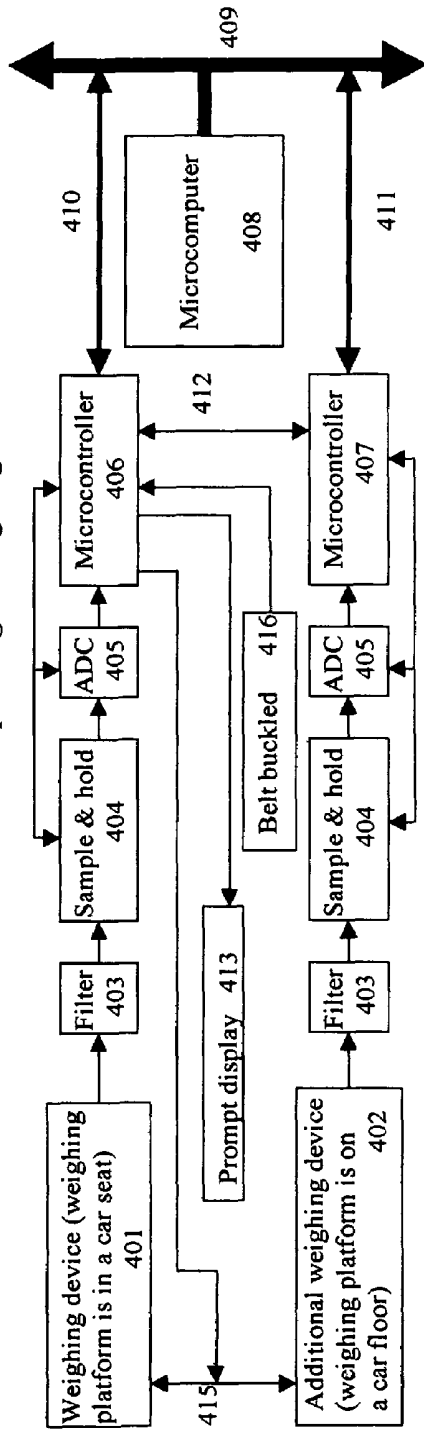 Weighing device (weighing
platform is in a car seat)
401
Filter
403
Sample & hold
404
ADC
405
Microcontroller
406
410
409
Microcomputer
408
412
415
Prompt display 413
Belt buckled 416
Additional weighing device
(weighing platform is on
a car floor)
402
Filter
403
Sample & hold
404
ADC
405
Microcontroller
407
411